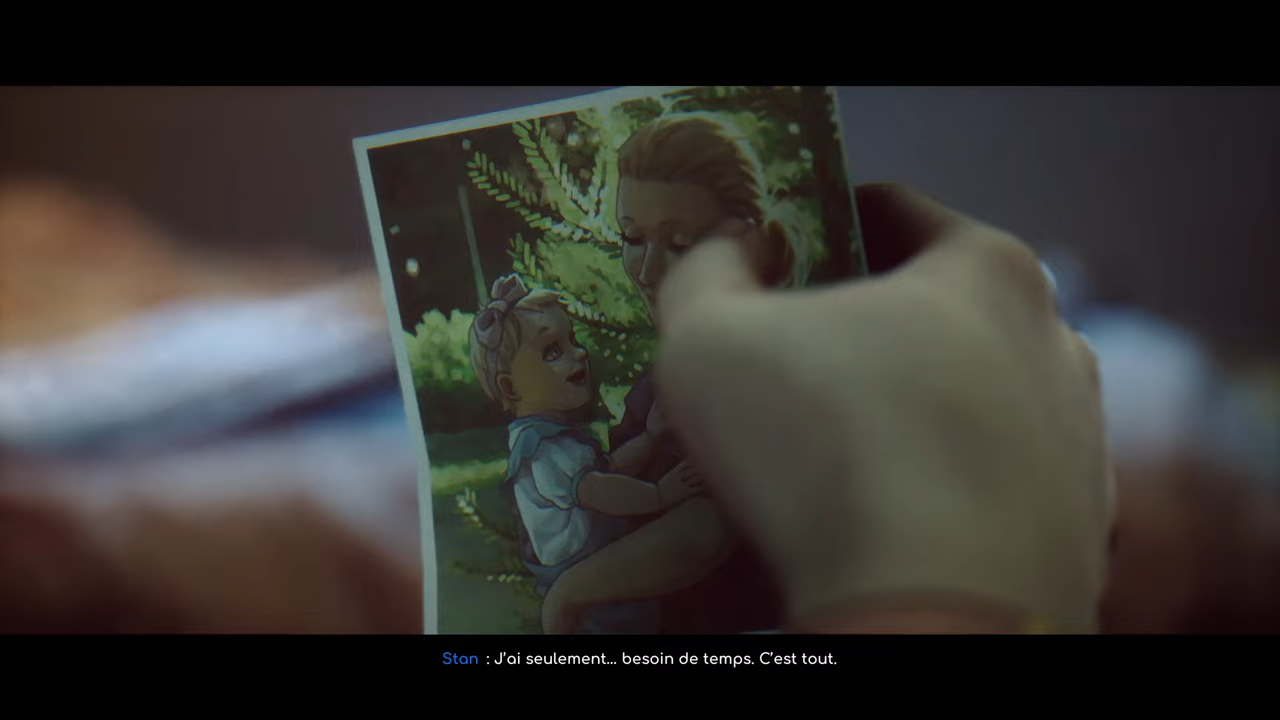 Stan : J’ai seulement... besoin de temps. C’est tout.